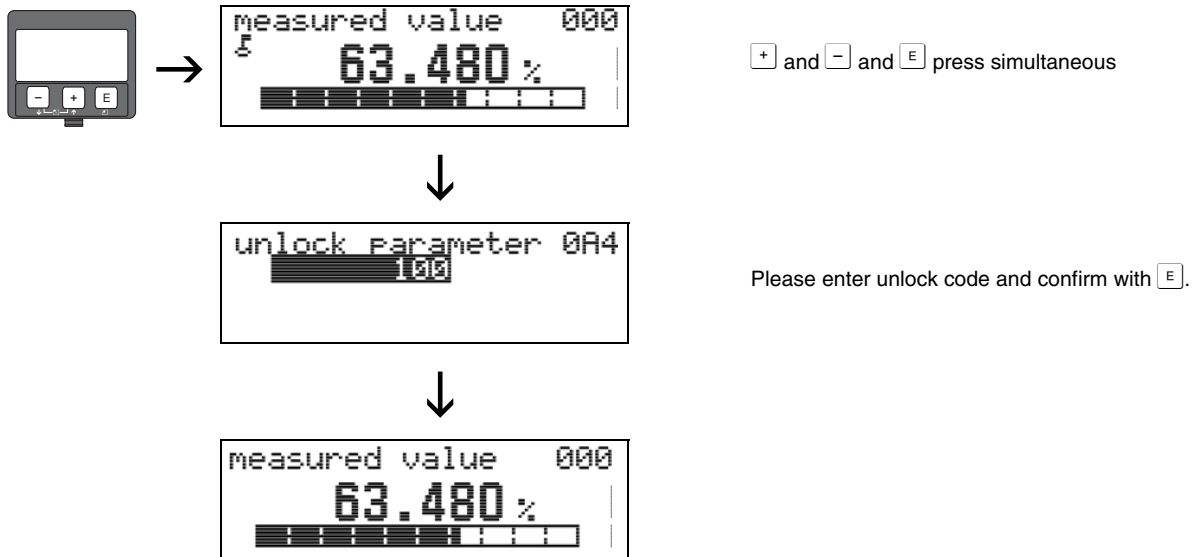 measured value 000
63.480 %
- + E
+ and - and E press simultaneous
unlock parameter 0A4
100
Please enter unlock code and confirm with E.
measured value 000
63.480 %